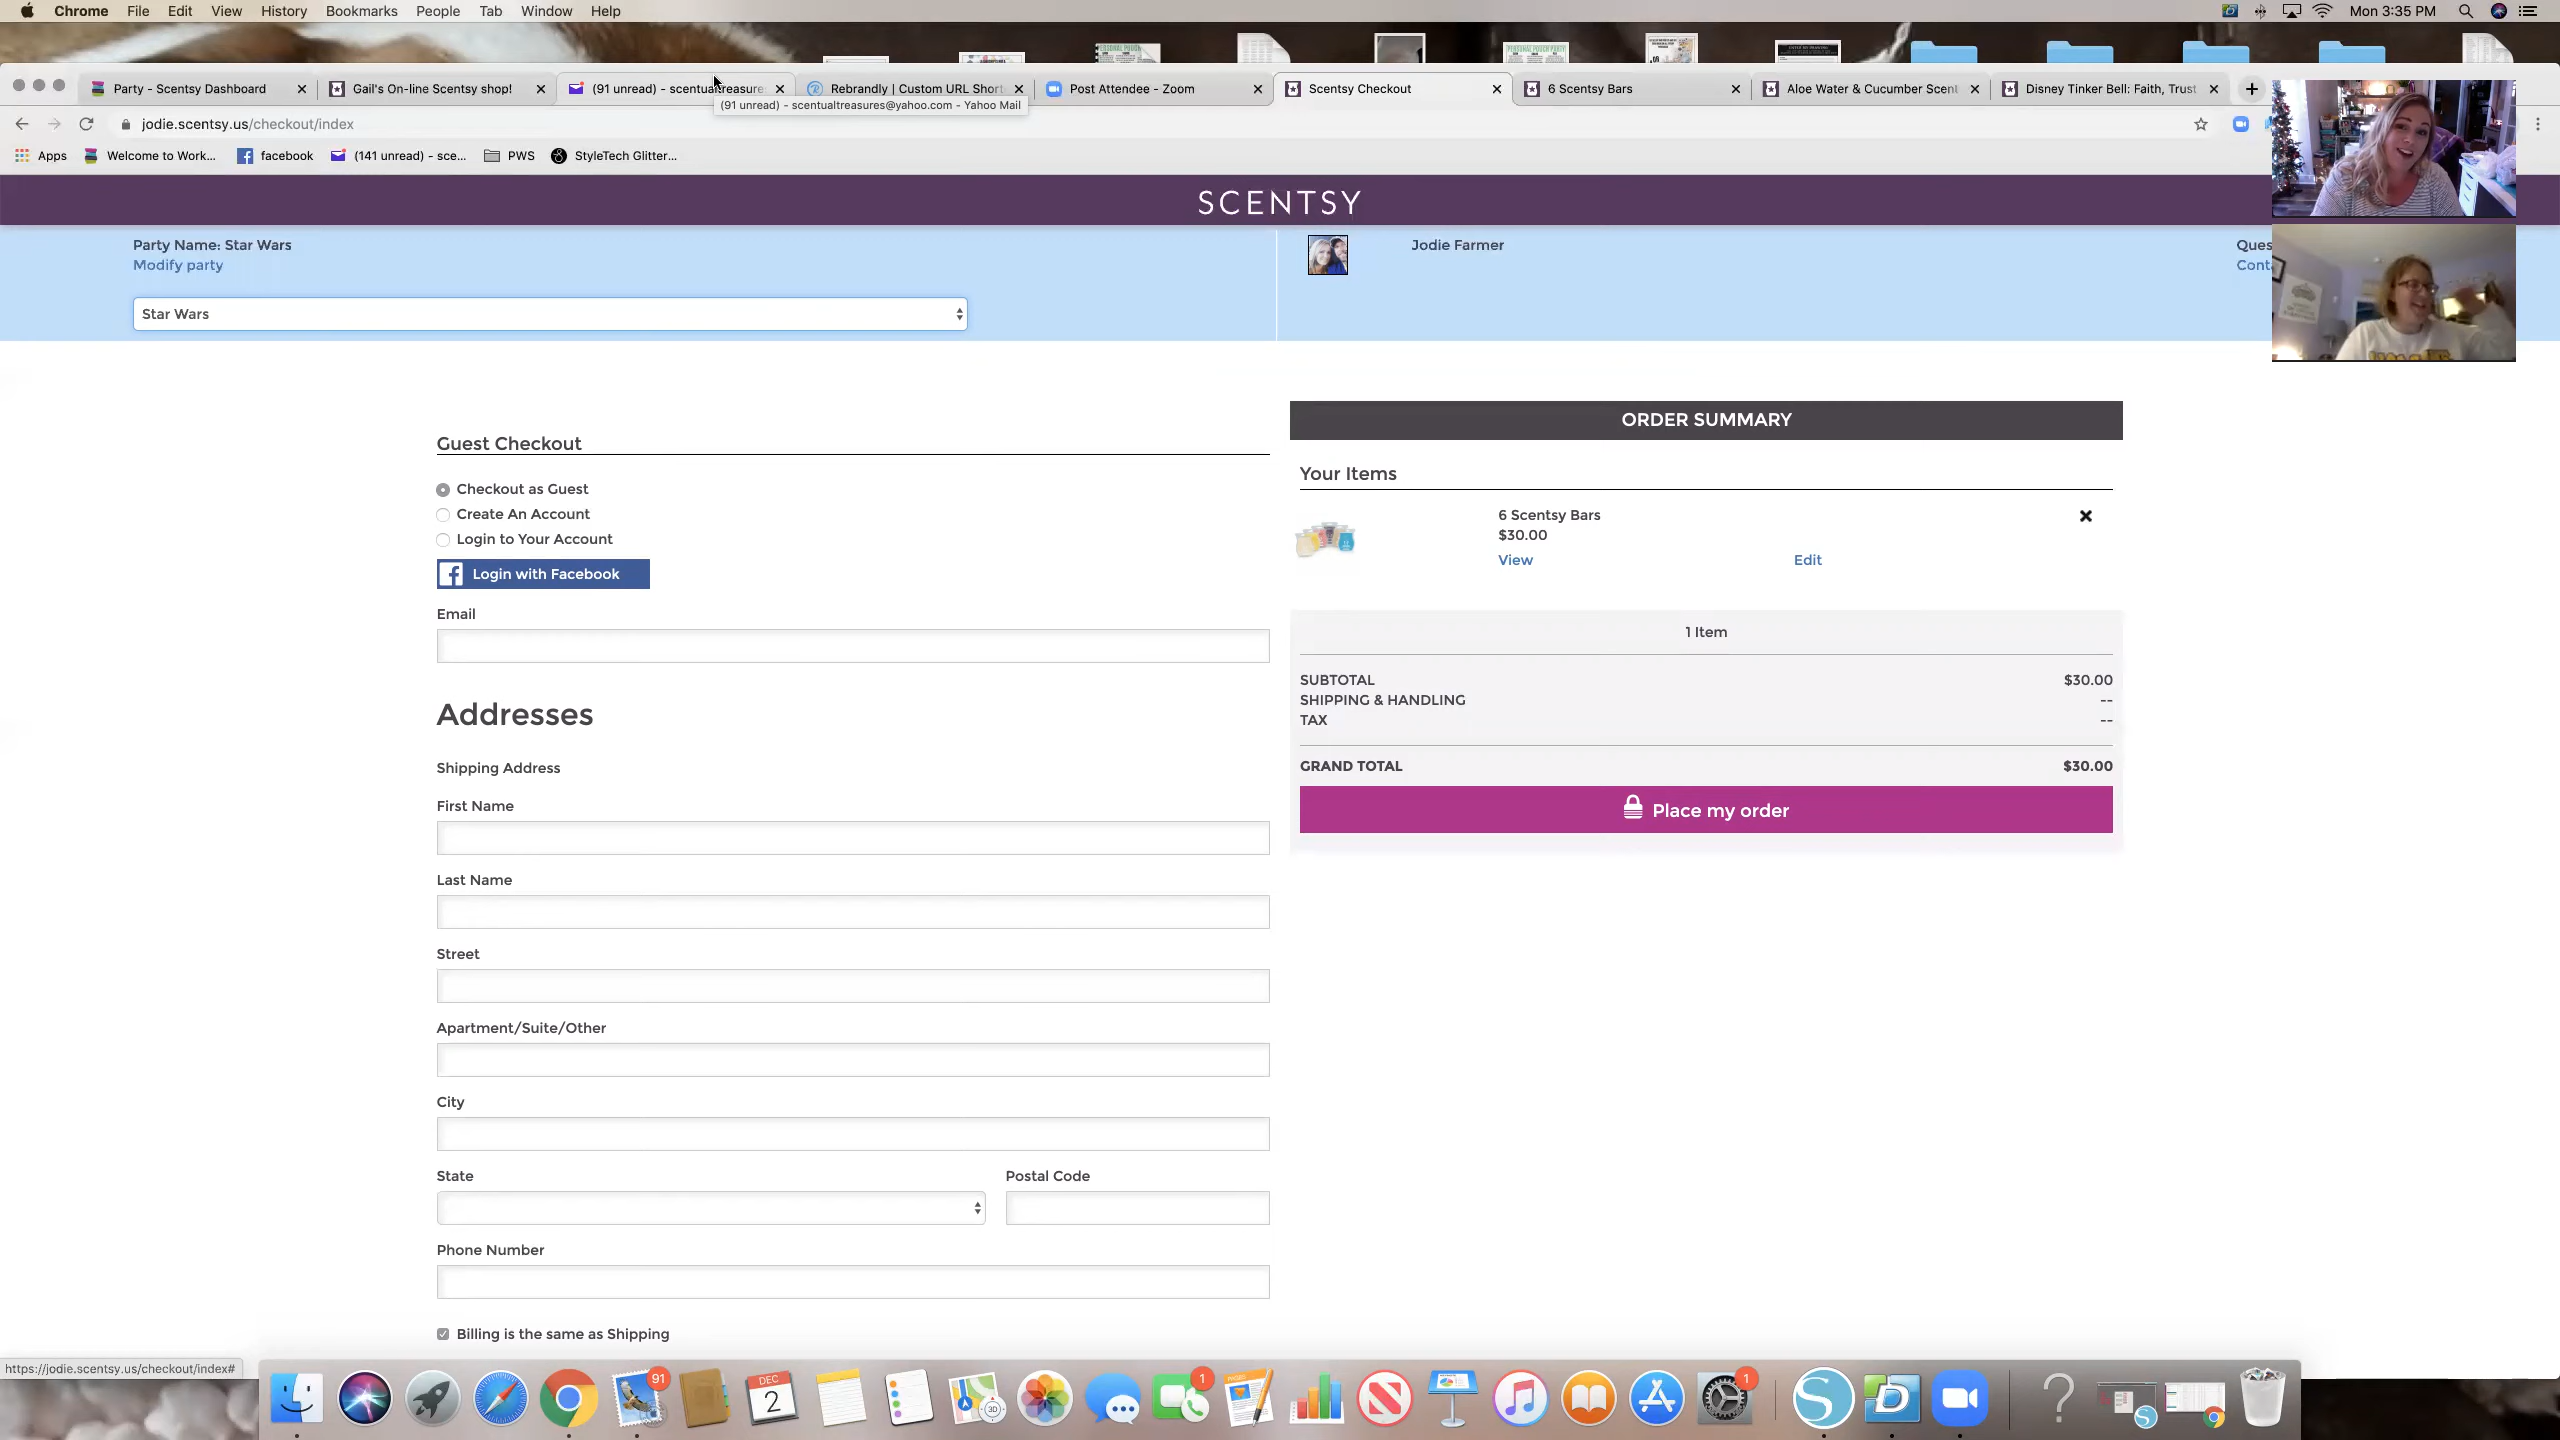 Chrome File Edit View History Bookmarks People Tab Window Help
Mon 3:35 PM
Party - Scentsy Dashboard
Gail's On-line Scentsy shop!
(91 unread) - scentualtreasure
Rebrandly | Custom URL Short
Post Attendee - Zoom
Scentsy Checkout
6 Scentsy Bars
Aloe Water & Cucumber Scent
Disney Tinker Bell: Faith, Trust
(91 unread) - scentualtreasures@yahoo.com - Yahoo Mail
jodie.scentsy.us/checkout/index
Apps
Welcome to Work...
facebook
(141 unread) - sce...
PWS
StyleTech Glitter...
SCENTSY
Party Name: Star Wars
Modify party
Star Wars
Jodie Farmer
Ques
Cont
Guest Checkout
Checkout as Guest
Create An Account
Login to Your Account
Login with Facebook
Email
Addresses
Shipping Address
First Name
Last Name
Street
Apartment/Suite/Other
City
State
Postal Code
Phone Number
Billing is the same as Shipping
ORDER SUMMARY
Your Items
6 Scentsy Bars
$30.00
View Edit
1 Item
SUBTOTAL $30.00
SHIPPING & HANDLING --
TAX --
GRAND TOTAL $30.00
Place my order
https://jodie.scentsy.us/checkout/index#
91
DEC
2
3D
1
1